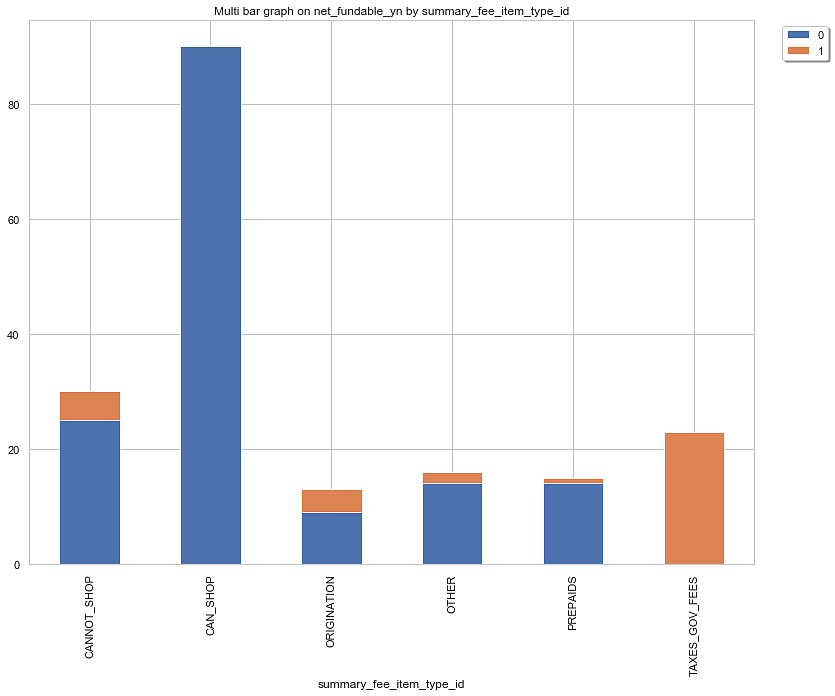 Multi bar graph on net_fundable_yn by summary_fee_item_type_id
0
1
80
60
40
20
0
CANNOT_SHOP
CAN_SHOP
ORIGINATION
OTHER
PREPAIDS
TAXES_GOV_FEES
summary_fee_item_type_id